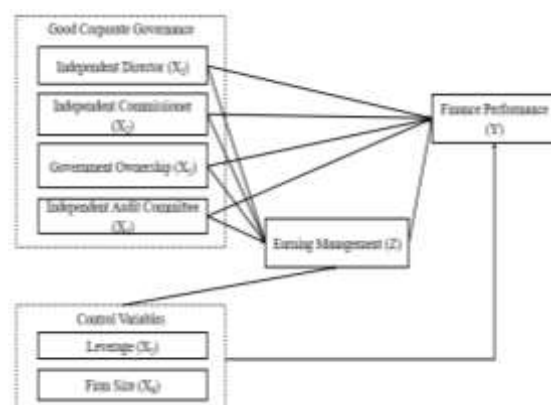 Good Corporate Governance
Independent Director (X₁)
Independent Commissioner
(X₂)
Government Ownership (X₃)
Independent Audit Committee
(X₄)
Finance Performance
(Y)
Earning Management (Z)
Control Variables
Leverage (X₅)
Firm Size (X₆)